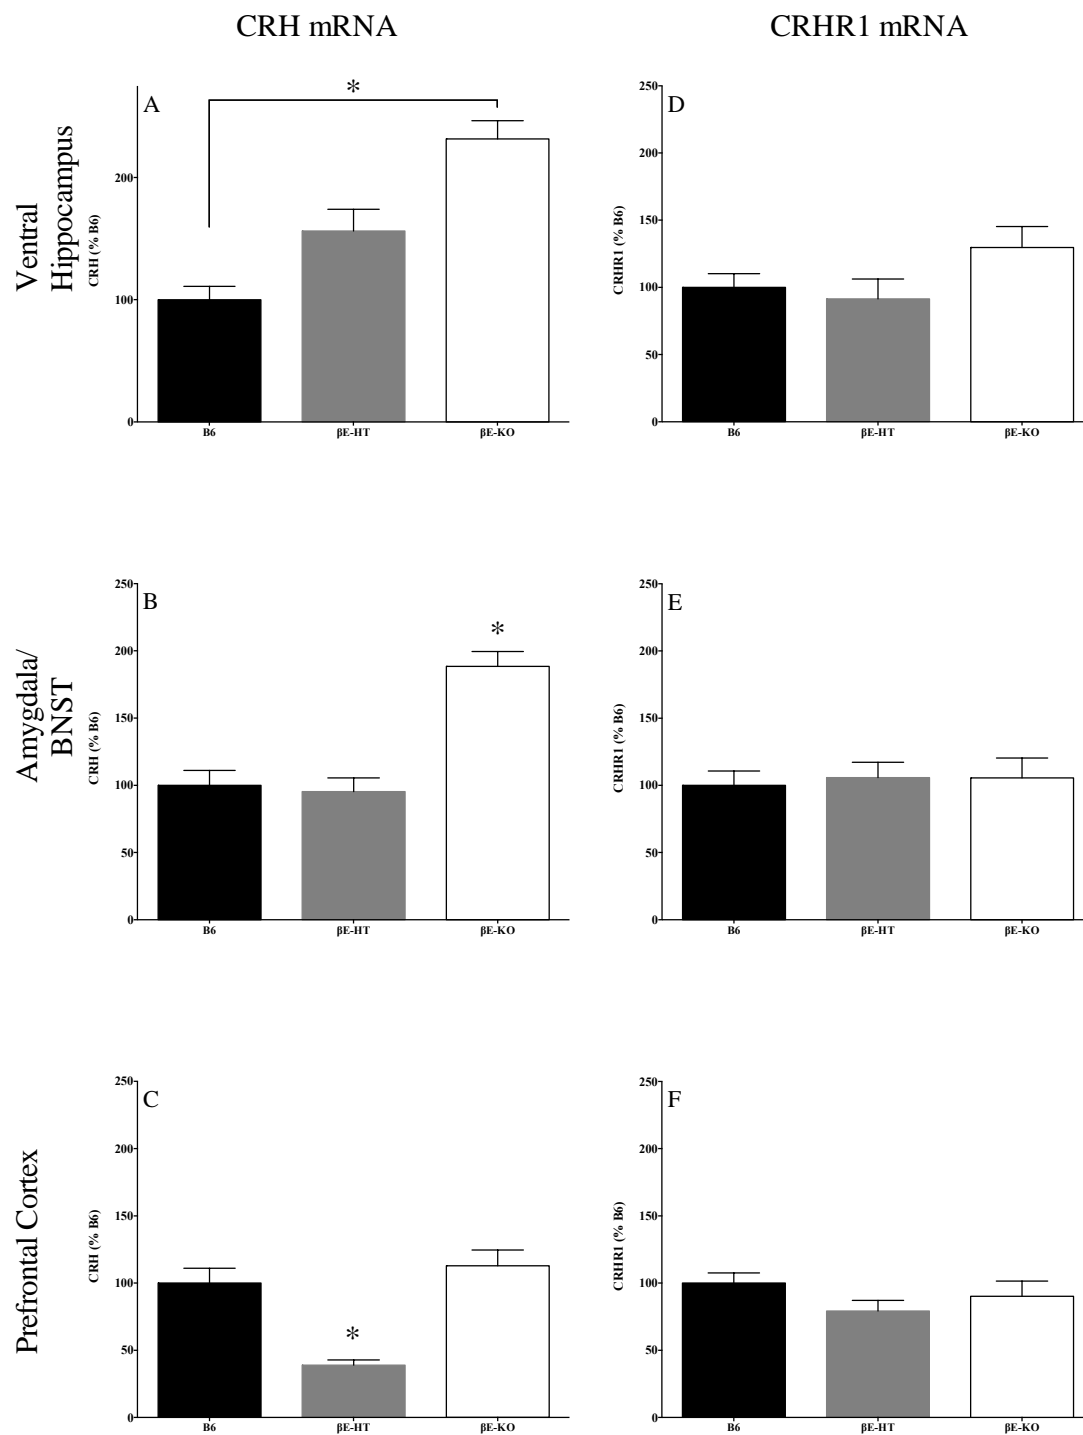 CRH mRNA
CRHR1 mRNA
Ventral
Hippocampus
A
*
CRH (% B6)
200
100
0
B6
βE-HT
βE-KO
D
CRHR1 (% B6)
250
200
150
100
50
0
B6
βE-HT
βE-KO
Amygdala/
BNST
B
*
CRH (% B6)
250
200
150
100
50
0
B6
βE-HT
βE-KO
E
CRHR1 (% B6)
250
200
150
100
50
0
B6
βE-HT
βE-KO
Prefrontal Cortex
C
*
CRH (% B6)
250
200
150
100
50
0
B6
βE-HT
βE-KO
F
CRHR1 (% B6)
250
200
150
100
50
0
B6
βE-HT
βE-KO